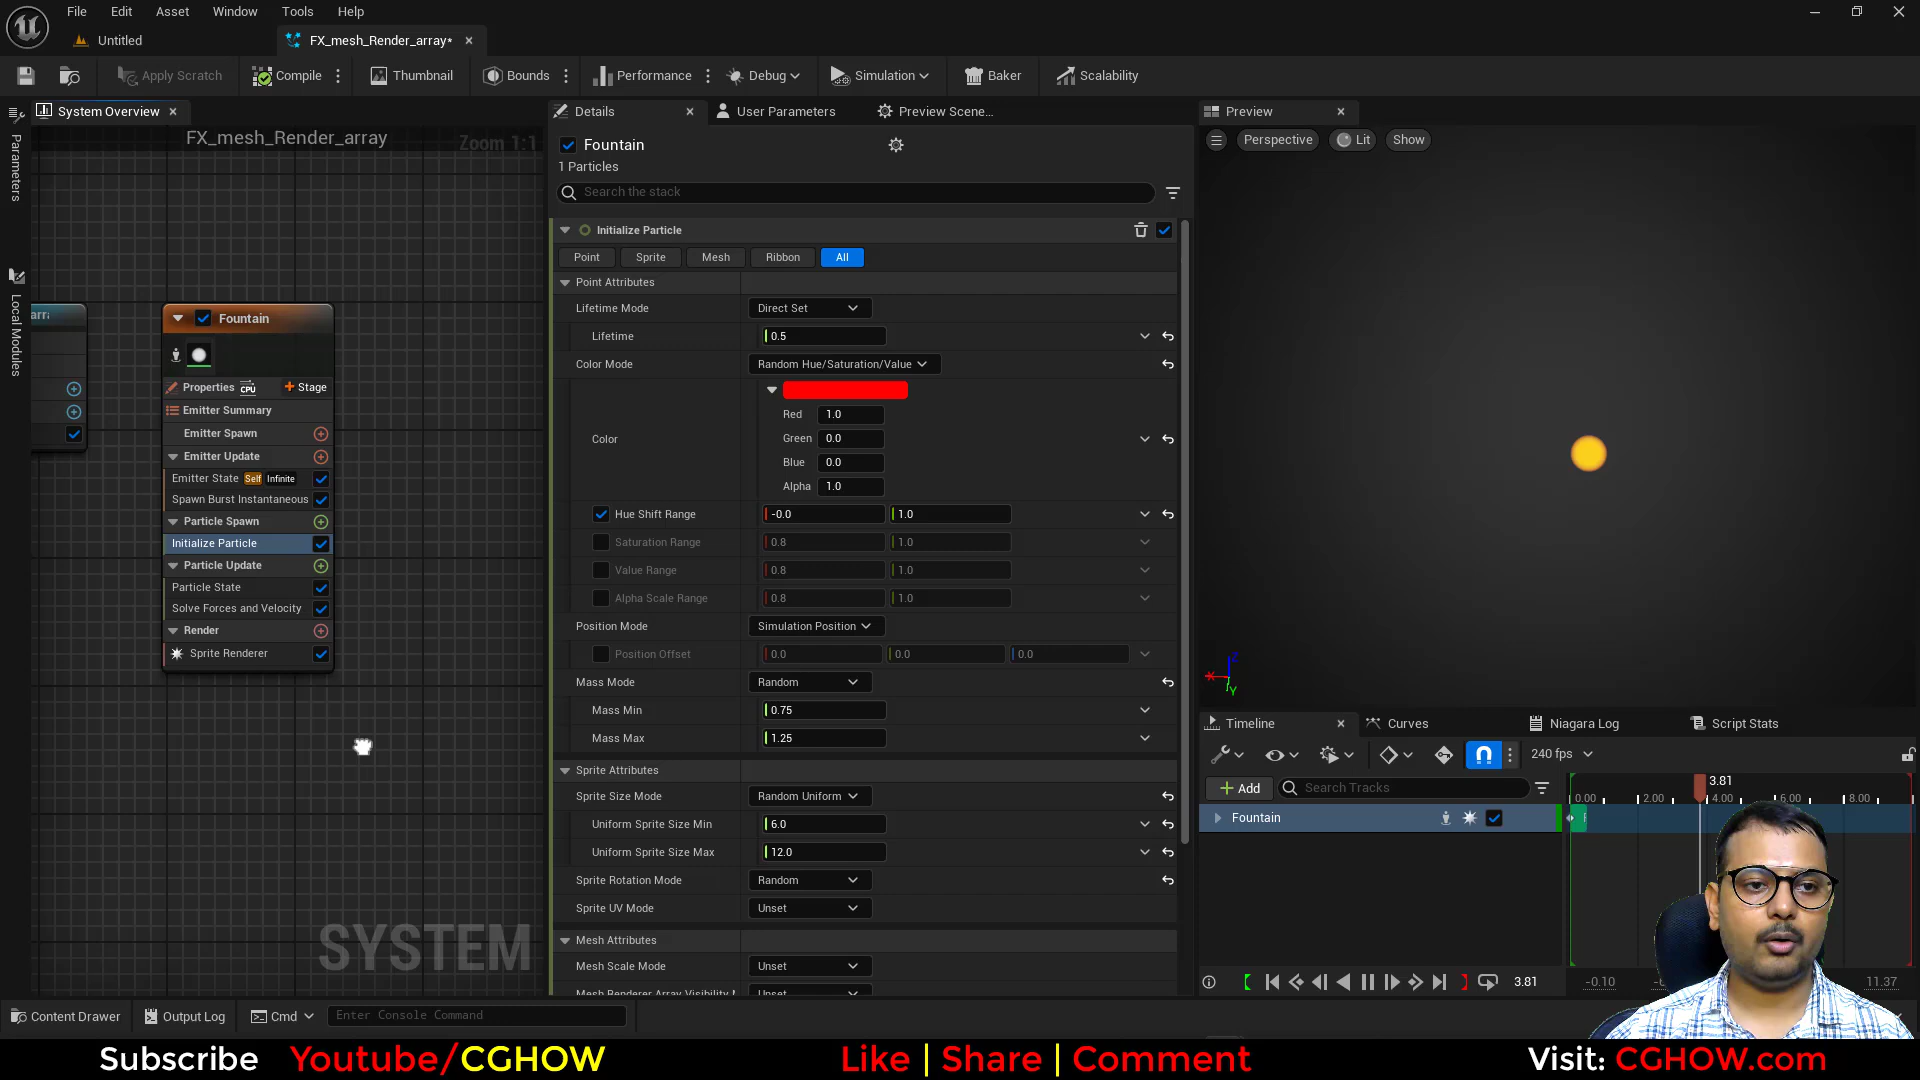 File Edit Asset Window Tools Help
Untitled FX_mesh_Render_array*
Apply Scratch Compile Thumbnail Bounds Performance Debug Simulation Baker Scalability
System Overview Details User Parameters Preview Scene... Preview
Parameters
Local Modules
FX_mesh_Render_array Zoom 1:1
Perspective Lit Show
Fountain
1 Particles
Search the stack
Initialize Particle
Point Sprite Mesh Ribbon All
Point Attributes
Lifetime Mode Direct Set
Lifetime 0.5
Color Mode Random Hue/Saturation/Value
Color
Red 1.0
Green 0.0
Blue 0.0
Alpha 1.0
Hue Shift Range -0.0 1.0
Saturation Range 0.8 1.0
Value Range 0.8 1.0
Alpha Scale Range 0.8 1.0
Position Mode Simulation Position
Position Offset 0.0 0.0 0.0
Mass Mode Random
Mass Min 0.75
Mass Max 1.25
Sprite Attributes
Sprite Size Mode Random Uniform
Uniform Sprite Size Min 6.0
Uniform Sprite Size Max 12.0
Sprite Rotation Mode Random
Sprite UV Mode Unset
Mesh Attributes
Mesh Scale Mode Unset
Mesh Renderer Array Visibility Unset
Fountain
Properties CPU Stage
Emitter Summary
Emitter Spawn
Emitter Update
Emitter State Self Infinite
Spawn Burst Instantaneous
Particle Spawn
Initialize Particle
Particle Update
Particle State
Solve Forces and Velocity
Render
Sprite Renderer
SYSTEM
X Z Y
Timeline Curves Niagara Log Script Stats
240 fps
Add Search Tracks
3.81
0.00 2.00 4.00 6.00 8.00
Fountain
3.81 -0.10 11.37
Content Drawer Output Log Cmd Enter Console Command
Subscribe Youtube/CGHOW Like | Share | Comment Visit: CGHOW.com